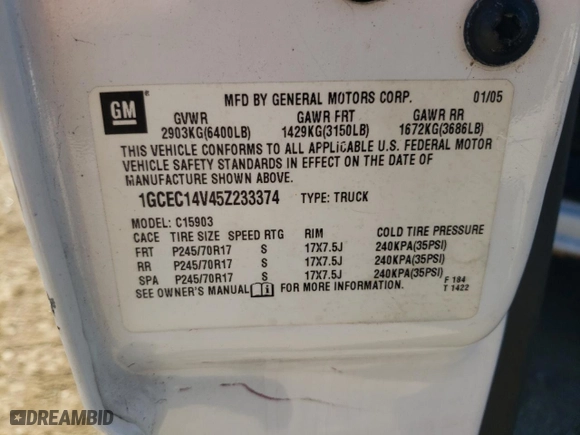 GM
MFD BY GENERAL MOTORS CORP. 01/05
GVWR GAWR FRT GAWR RR
2903KG(6400LB) 1429KG(3150LB) 1672KG(3686LB)
THIS VEHICLE CONFORMS TO ALL APPLICABLE U.S. FEDERAL MOTOR
VEHICLE SAFETY STANDARDS IN EFFECT ON THE DATE OF
MANUFACTURE SHOWN ABOVE.
1GCEC14V45Z233374 TYPE: TRUCK
MODEL: C15903
CACE TIRE SIZE SPEED RTG RIM COLD TIRE PRESSURE
FRT P245/70R17 S 17X7.5J 240KPA(35PSI)
RR P245/70R17 S 17X7.5J 240KPA(35PSI)
SPA P245/70R17 S 17X7.5J 240KPA(35PSI)
SEE OWNER'S MANUAL FOR MORE INFORMATION.
F 184
T 1422
DREAMBID